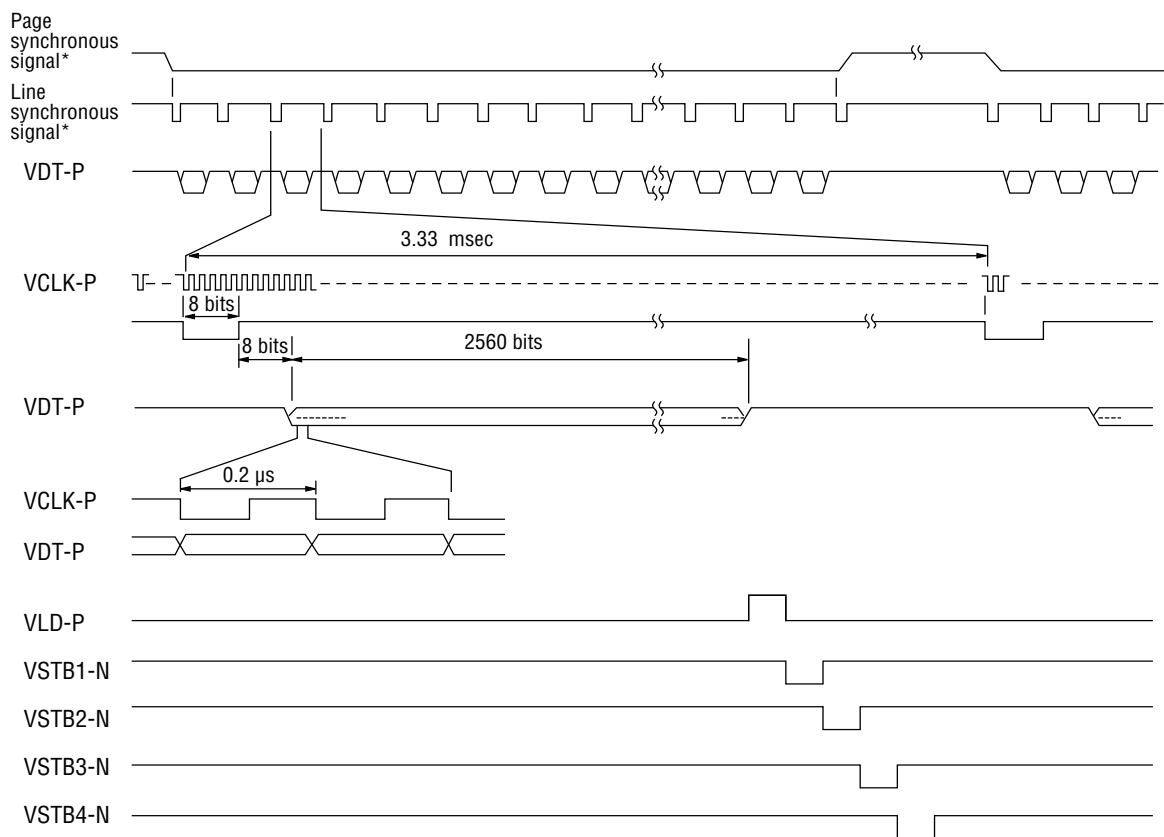 Page
synchronous
signal*
Line
synchronous
signal*
VDT-P
3.33 msec
VCLK-P
8 bits
8 bits
2560 bits
VDT-P
0.2 µs
VCLK-P
VDT-P
VLD-P
VSTB1-N
VSTB2-N
VSTB3-N
VSTB4-N